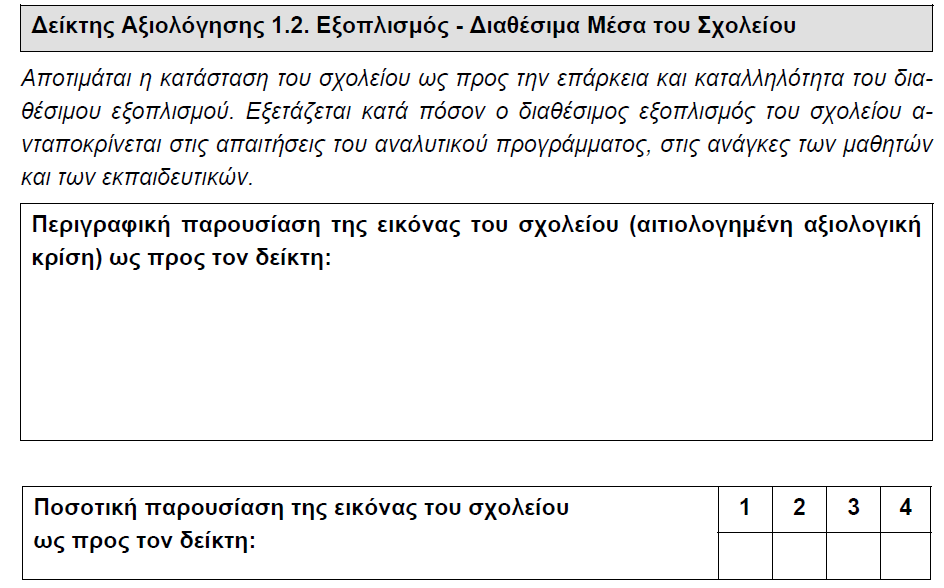 Δείκτης Αξιολόγησης 1.2. Εξοπλισμός - Διαθέσιμα Μέσα του Σχολείου
Αποτιμάται η κατάσταση του σχολείου ως προς την επάρκεια και καταλληλότητα του δια-
θέσιμου εξοπλισμού. Εξετάζεται κατά πόσον ο διαθέσιμος εξοπλισμός του σχολείου α-
νταποκρίνεται στις απαιτήσεις του αναλυτικού προγράμματος, στις ανάγκες των μαθητών
και των εκπαιδευτικών.
Περιγραφική παρουσίαση της εικόνας του σχολείου (αιτιολογημένη αξιολογική
κρίση) ως προς τον δείκτη:
Ποσοτική παρουσίαση της εικόνας του σχολείου 1 2 3 4
ως προς τον δείκτη: